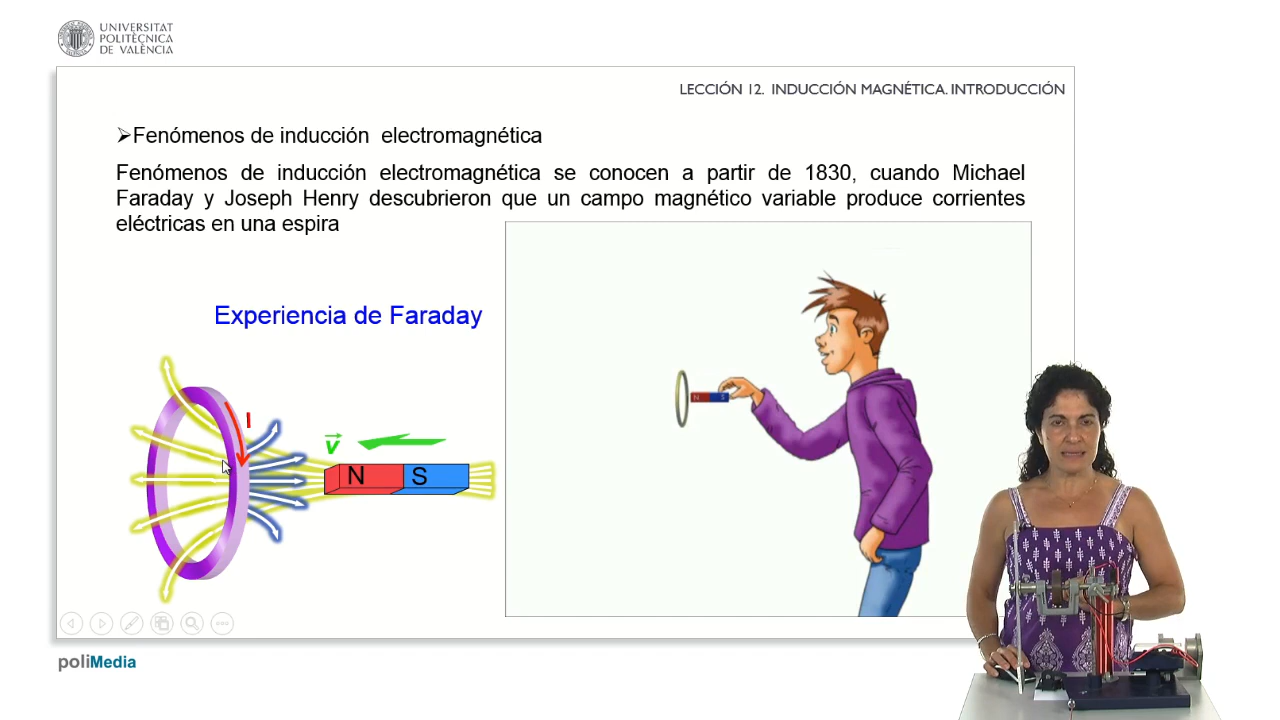 UNIVERSITAT
POLITÈCNICA
DE VALÈNCIA
LECCIÓN 12. INDUCCIÓN MAGNÉTICA. INTRODUCCIÓN
➢Fenómenos de inducción electromagnética
Fenómenos de inducción electromagnética se conocen a partir de 1830, cuando Michael
Faraday y Joseph Henry descubrieron que un campo magnético variable produce corrientes
eléctricas en una espira
Experiencia de Faraday
I
v
N S
N S
poliMedia